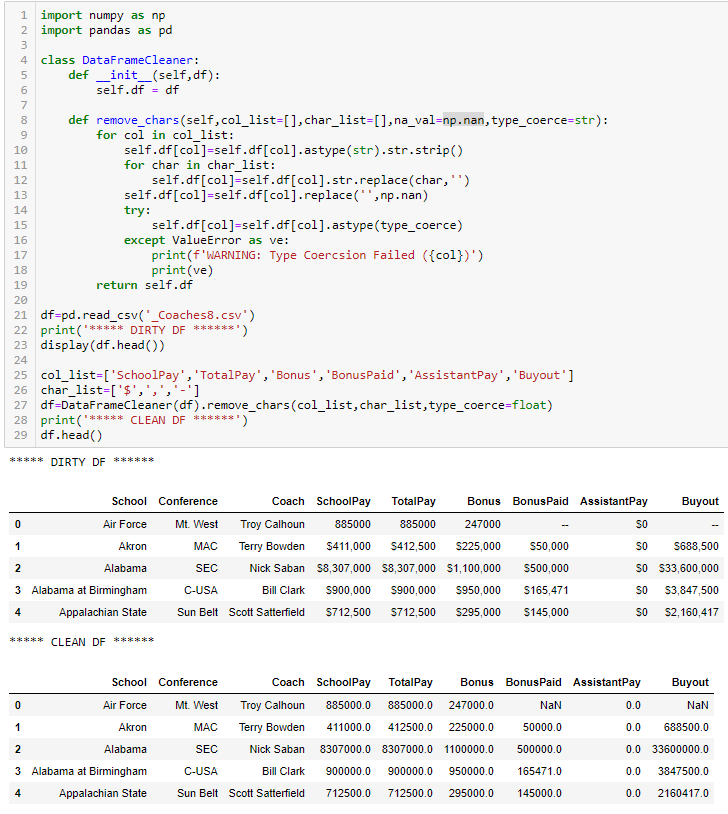 1 import numpy as np
2 import pandas as pd
3
4 class DataFrameCleaner:
5     def __init__(self,df):
6         self.df = df
7
8     def remove_chars(self,col_list=[],char_list=[],na_val=np.nan,type_coerce=str):
9         for col in col_list:
10             self.df[col]=self.df[col].astype(str).str.strip()
11             for char in char_list:
12                 self.df[col]=self.df[col].str.replace(char,'')
13             self.df[col]=self.df[col].replace('',np.nan)
14             try:
15                 self.df[col]=self.df[col].astype(type_coerce)
16             except ValueError as ve:
17                 print(f'WARNING: Type Coercsion Failed ({col})')
18                 print(ve)
19         return self.df
20
21 df=pd.read_csv('_Coaches8.csv')
22 print('***** DIRTY DF ******')
23 display(df.head())
24
25 col_list=['SchoolPay','TotalPay','Bonus','BonusPaid','AssistantPay','Buyout']
26 char_list=['$',',','-']
27 df=DataFrameCleaner(df).remove_chars(col_list,char_list,type_coerce=float)
28 print('***** CLEAN DF ******')
29 df.head()
***** DIRTY DF ******
School Conference Coach SchoolPay TotalPay Bonus BonusPaid AssistantPay Buyout
0 Air Force Mt. West Troy Calhoun 885000 885000 247000 -- $0 --
1 Akron MAC Terry Bowden $411,000 $412,500 $225,000 $50,000 $0 $688,500
2 Alabama SEC Nick Saban $8,307,000 $8,307,000 $1,100,000 $500,000 $0 $33,600,000
3 Alabama at Birmingham C-USA Bill Clark $900,000 $900,000 $950,000 $165,471 $0 $3,847,500
4 Appalachian State Sun Belt Scott Satterfield $712,500 $712,500 $295,000 $145,000 $0 $2,160,417
***** CLEAN DF ******
School Conference Coach SchoolPay TotalPay Bonus BonusPaid AssistantPay Buyout
0 Air Force Mt. West Troy Calhoun 885000.0 885000.0 247000.0 NaN 0.0 NaN
1 Akron MAC Terry Bowden 411000.0 412500.0 225000.0 50000.0 0.0 688500.0
2 Alabama SEC Nick Saban 8307000.0 8307000.0 1100000.0 500000.0 0.0 33600000.0
3 Alabama at Birmingham C-USA Bill Clark 900000.0 900000.0 950000.0 165471.0 0.0 3847500.0
4 Appalachian State Sun Belt Scott Satterfield 712500.0 712500.0 295000.0 145000.0 0.0 2160417.0